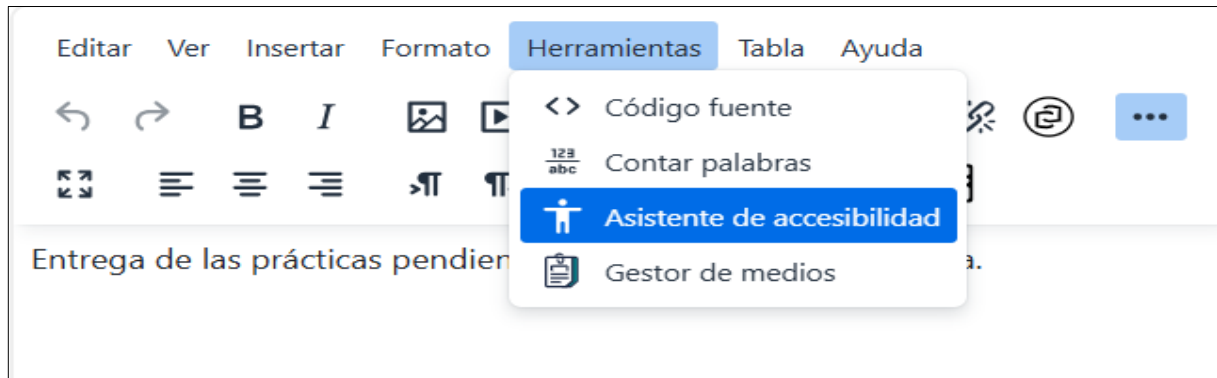 Editar Ver Insertar Formato Herramientas Tabla Ayuda
B I
<> Código fuente
123
abc
Contar palabras
Asistente de accesibilidad
Gestor de medios
Entrega de las prácticas a.